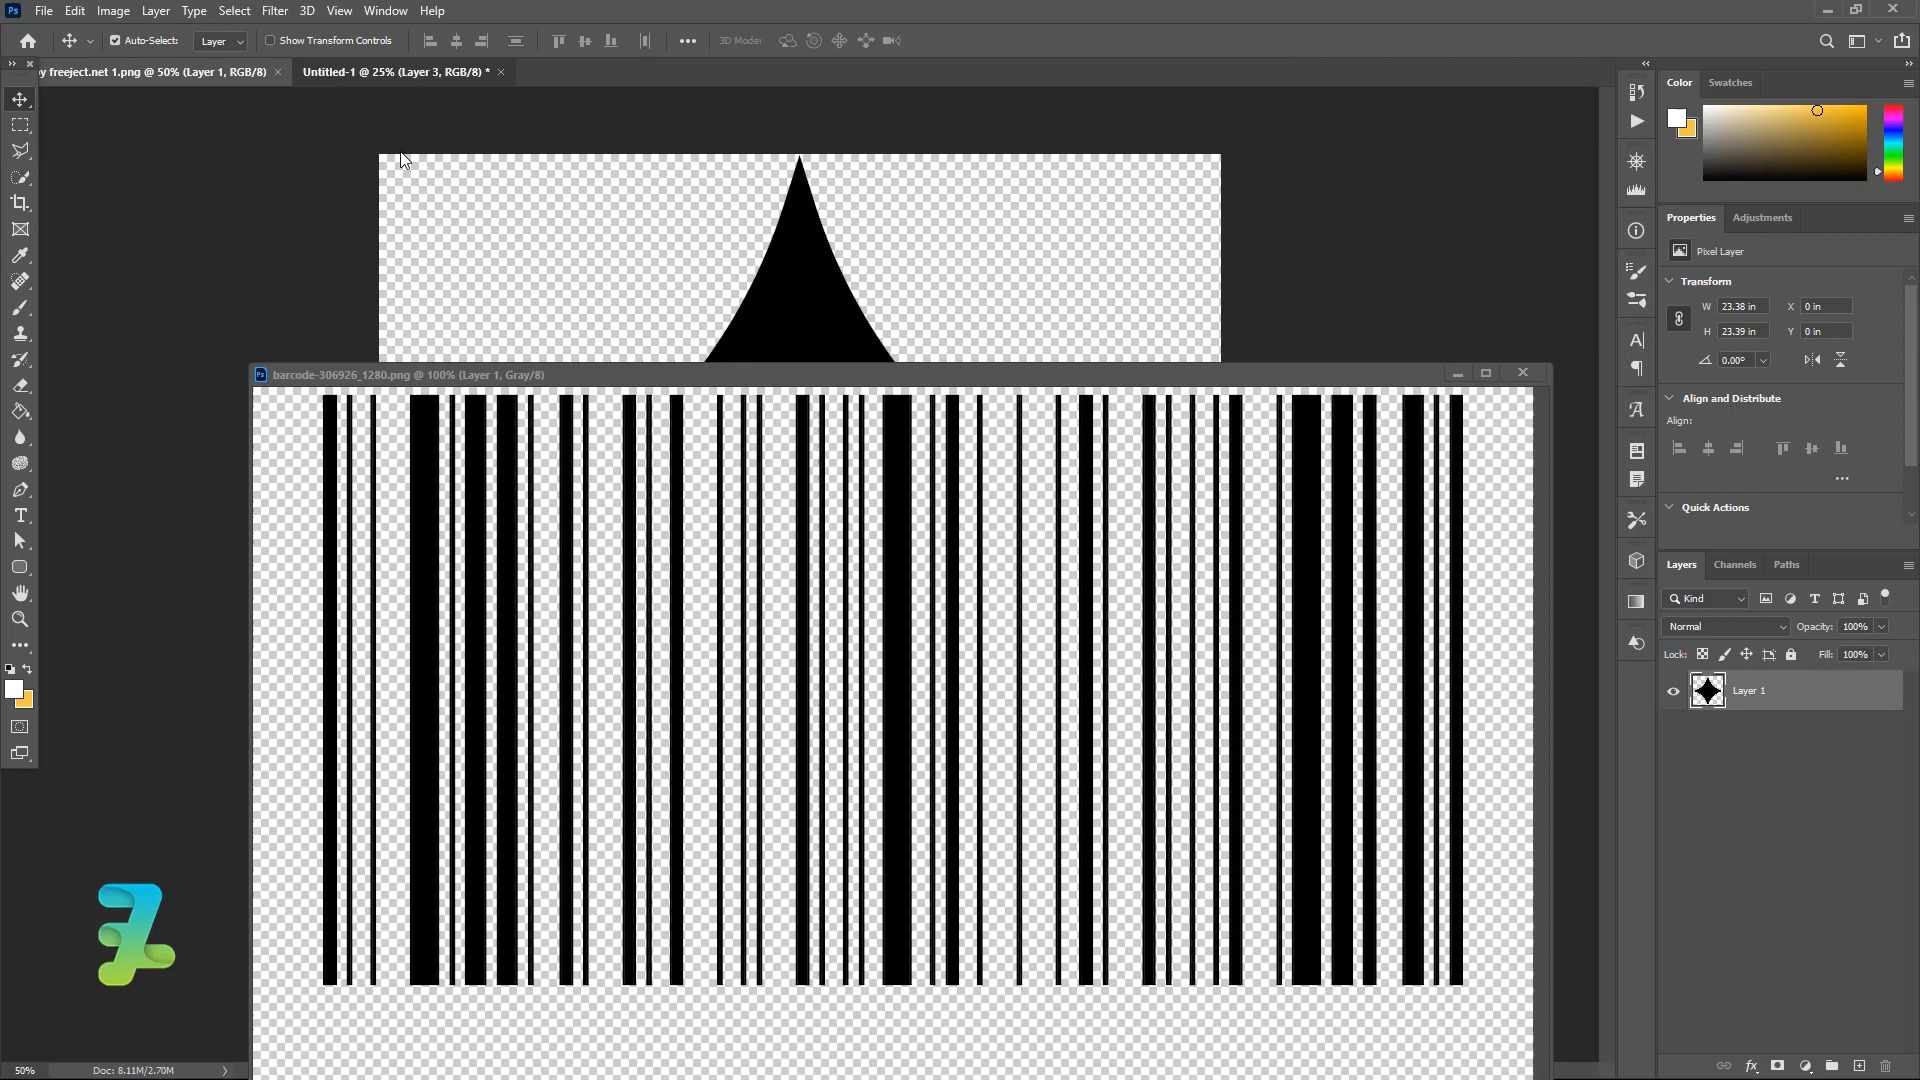 Ps File Edit Image Layer Type Select Filter 3D View Window Help
Auto-Select: Layer Show Transform Controls 3D Mode:
y freeject.net 1.png @ 50% (Layer 1, RGB/8) × Untitled-1 @ 25% (Layer 3, RGB/8) * ×
Color Swatches
Properties Adjustments
Pixel Layer
Transform
W 23.38 in X 0 in
H 23.39 in Y 0 in
0.00°
Ps barcode-306926_1280.png @ 100% (Layer 1, Gray/8)
Align and Distribute
Align:
Quick Actions
Layers Channels Paths
Kind
Normal Opacity: 100%
Lock: Fill: 100%
Layer 1
50% Doc: 8.11M/2.70M